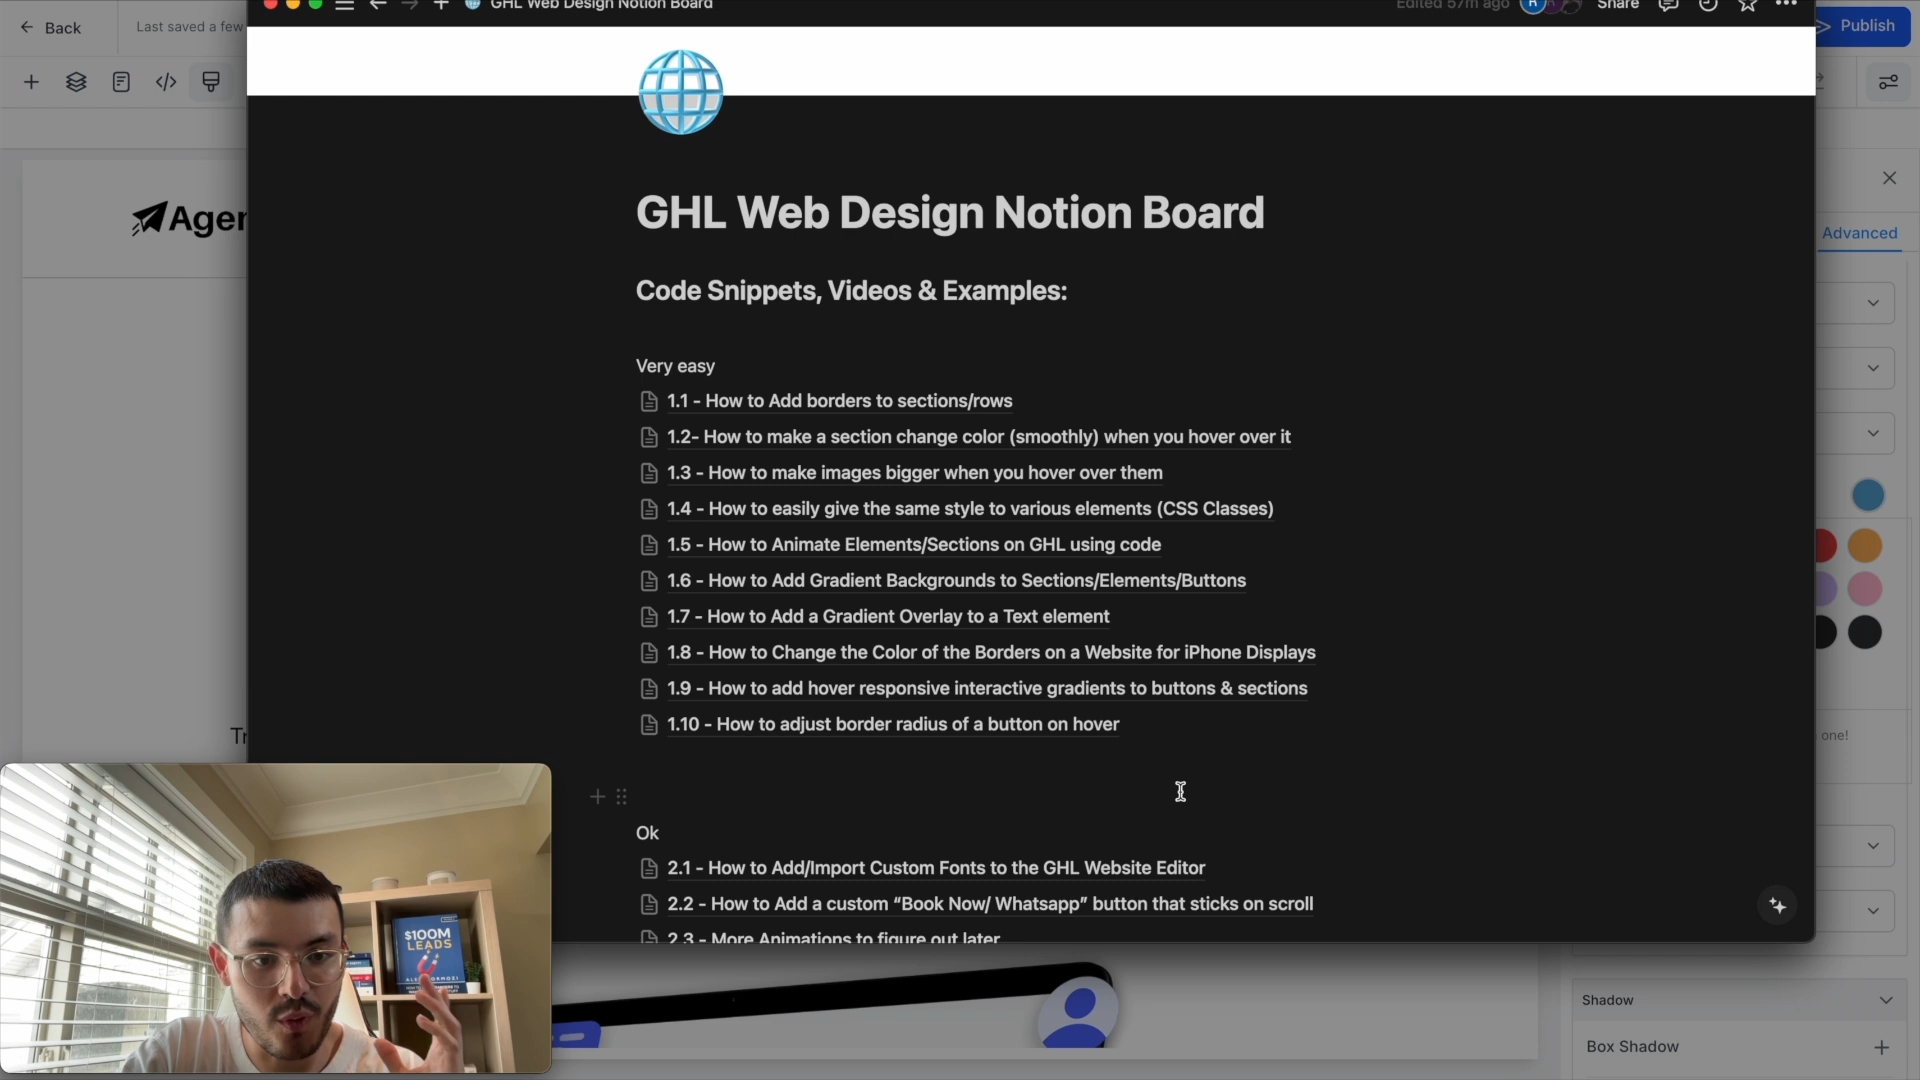 Back
Last saved a few
GHL Web Design Notion Board
Edited 57m ago
R
Share
Publish
Agen
Advanced
GHL Web Design Notion Board
Code Snippets, Videos & Examples:
Very easy
1.1 - How to Add borders to sections/rows
1.2- How to make a section change color (smoothly) when you hover over it
1.3 - How to make images bigger when you hover over them
1.4 - How to easily give the same style to various elements (CSS Classes)
1.5 - How to Animate Elements/Sections on GHL using code
1.6 - How to Add Gradient Backgrounds to Sections/Elements/Buttons
1.7 - How to Add a Gradient Overlay to a Text element
1.8 - How to Change the Color of the Borders on a Website for iPhone Displays
1.9 - How to add hover responsive interactive gradients to buttons & sections
1.10 - How to adjust border radius of a button on hover
one!
Tr
Ok
2.1 - How to Add/Import Custom Fonts to the GHL Website Editor
2.2 - How to Add a custom “Book Now/ Whatsapp” button that sticks on scroll
2.3 - More Animations to figure out later
$100M
LEADS
Shadow
Box Shadow